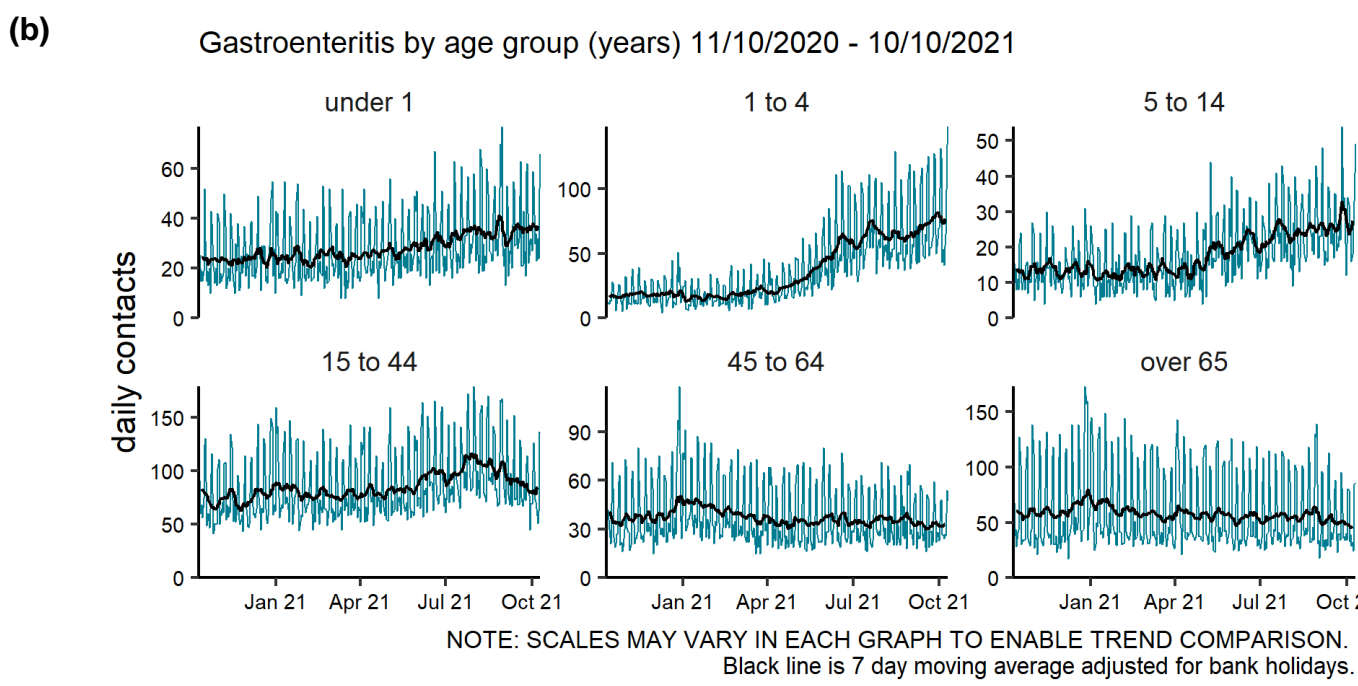 (b)
Gastroenteritis by age group (years) 11/10/2020 - 10/10/2021
under 1
1 to 4
5 to 14
60
40
20
0
100
50
0
50
40
30
20
10
0
daily contacts
15 to 44
45 to 64
over 65
150
100
50
0
90
60
30
0
150
100
50
0
Jan 21 Apr 21 Jul 21 Oct 21
Jan 21 Apr 21 Jul 21 Oct 21
Jan 21 Apr 21 Jul 21 Oct 2
NOTE: SCALES MAY VARY IN EACH GRAPH TO ENABLE TREND COMPARISON.
Black line is 7 day moving average adjusted for bank holidays.